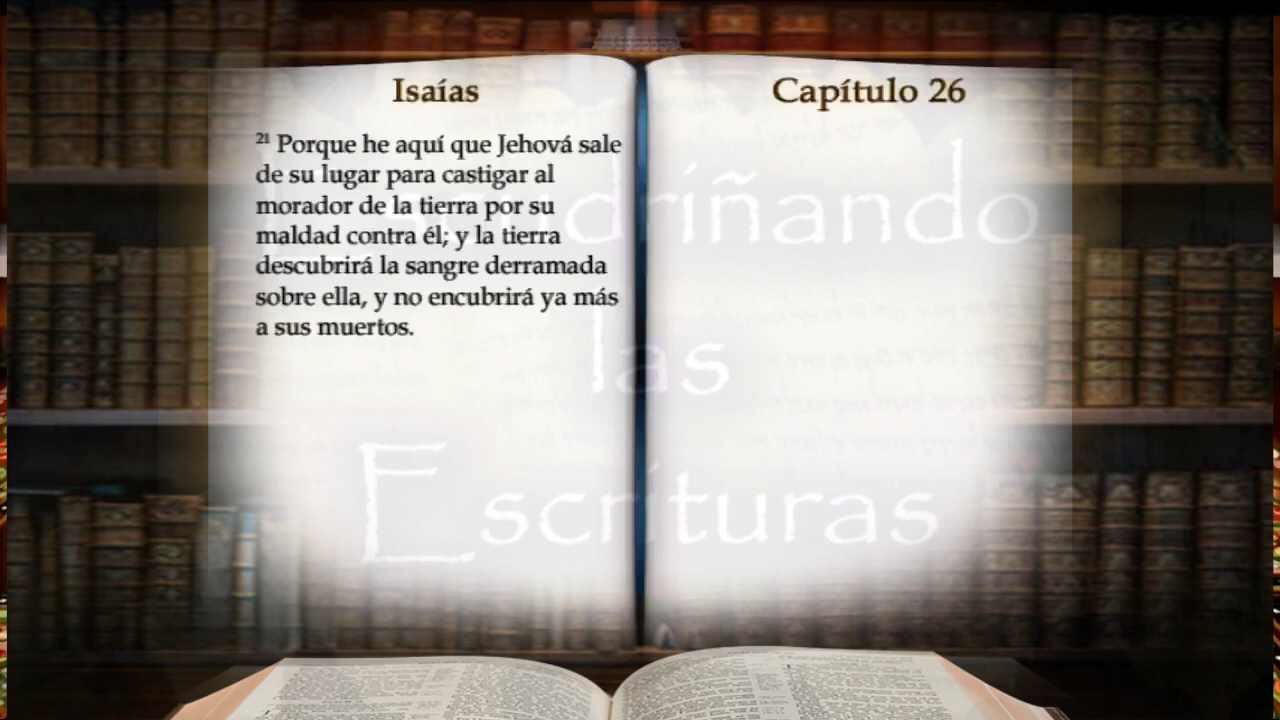 Isaías
Capítulo 26
21 Porque he aquí que Jehová sale
de su lugar para castigar al
morador de la tierra por su
maldad contra él; y la tierra
descubrirá la sangre derramada
sobre ella, y no encubrirá ya más
a sus muertos.
Escudriñando
las
Escrituras